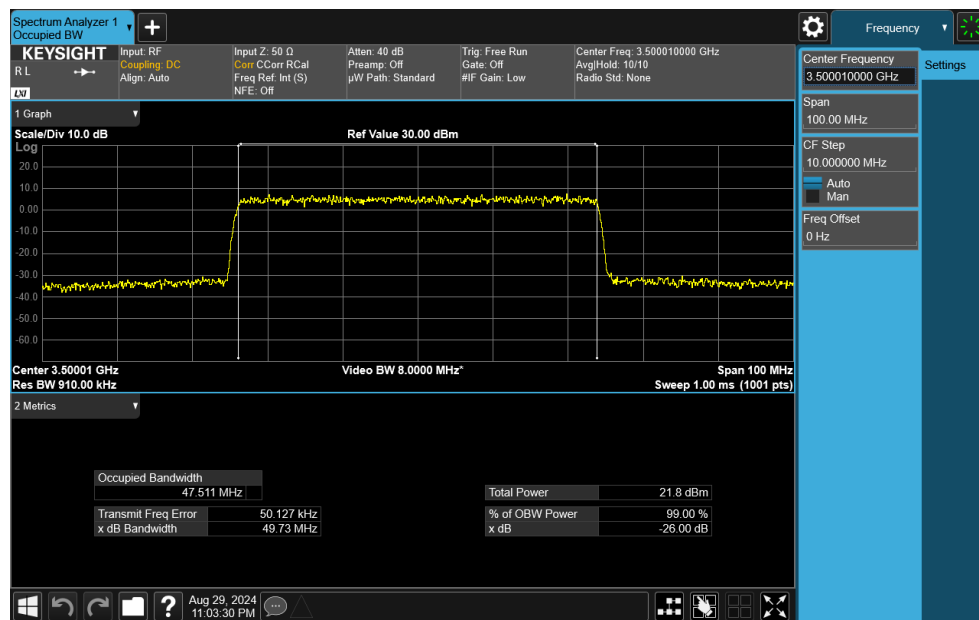 Spectrum Analyzer 1
Occupied BW
Frequency
KEYSIGHT
R L
LXI
Input: RF
Coupling: DC
Align: Auto
Input Z: 50 Ω
Corr CCorr RCal
Freq Ref: Int (S)
NFE: Off
Atten: 40 dB
Preamp: Off
µW Path: Standard
Trig: Free Run
Gate: Off
#IF Gain: Low
Center Freq: 3.500010000 GHz
Avg|Hold: 10/10
Radio Std: None
Center Frequency
3.500010000 GHz
Settings
Span
100.00 MHz
CF Step
10.000000 MHz
Auto
Man
Freq Offset
0 Hz
1 Graph
Scale/Div 10.0 dB
Ref Value 30.00 dBm
Log
20.0
10.0
0.00
-10.0
-20.0
-30.0
-40.0
-50.0
-60.0
Center 3.50001 GHz
Video BW 8.0000 MHz*
Span 100 MHz
Res BW 910.00 kHz
Sweep 1.00 ms (1001 pts)
2 Metrics
Occupied Bandwidth
47.511 MHz
Total Power 21.8 dBm
Transmit Freq Error 50.127 kHz
% of OBW Power 99.00 %
x dB Bandwidth 49.73 MHz
x dB -26.00 dB
?
Aug 29, 2024
11:03:30 PM